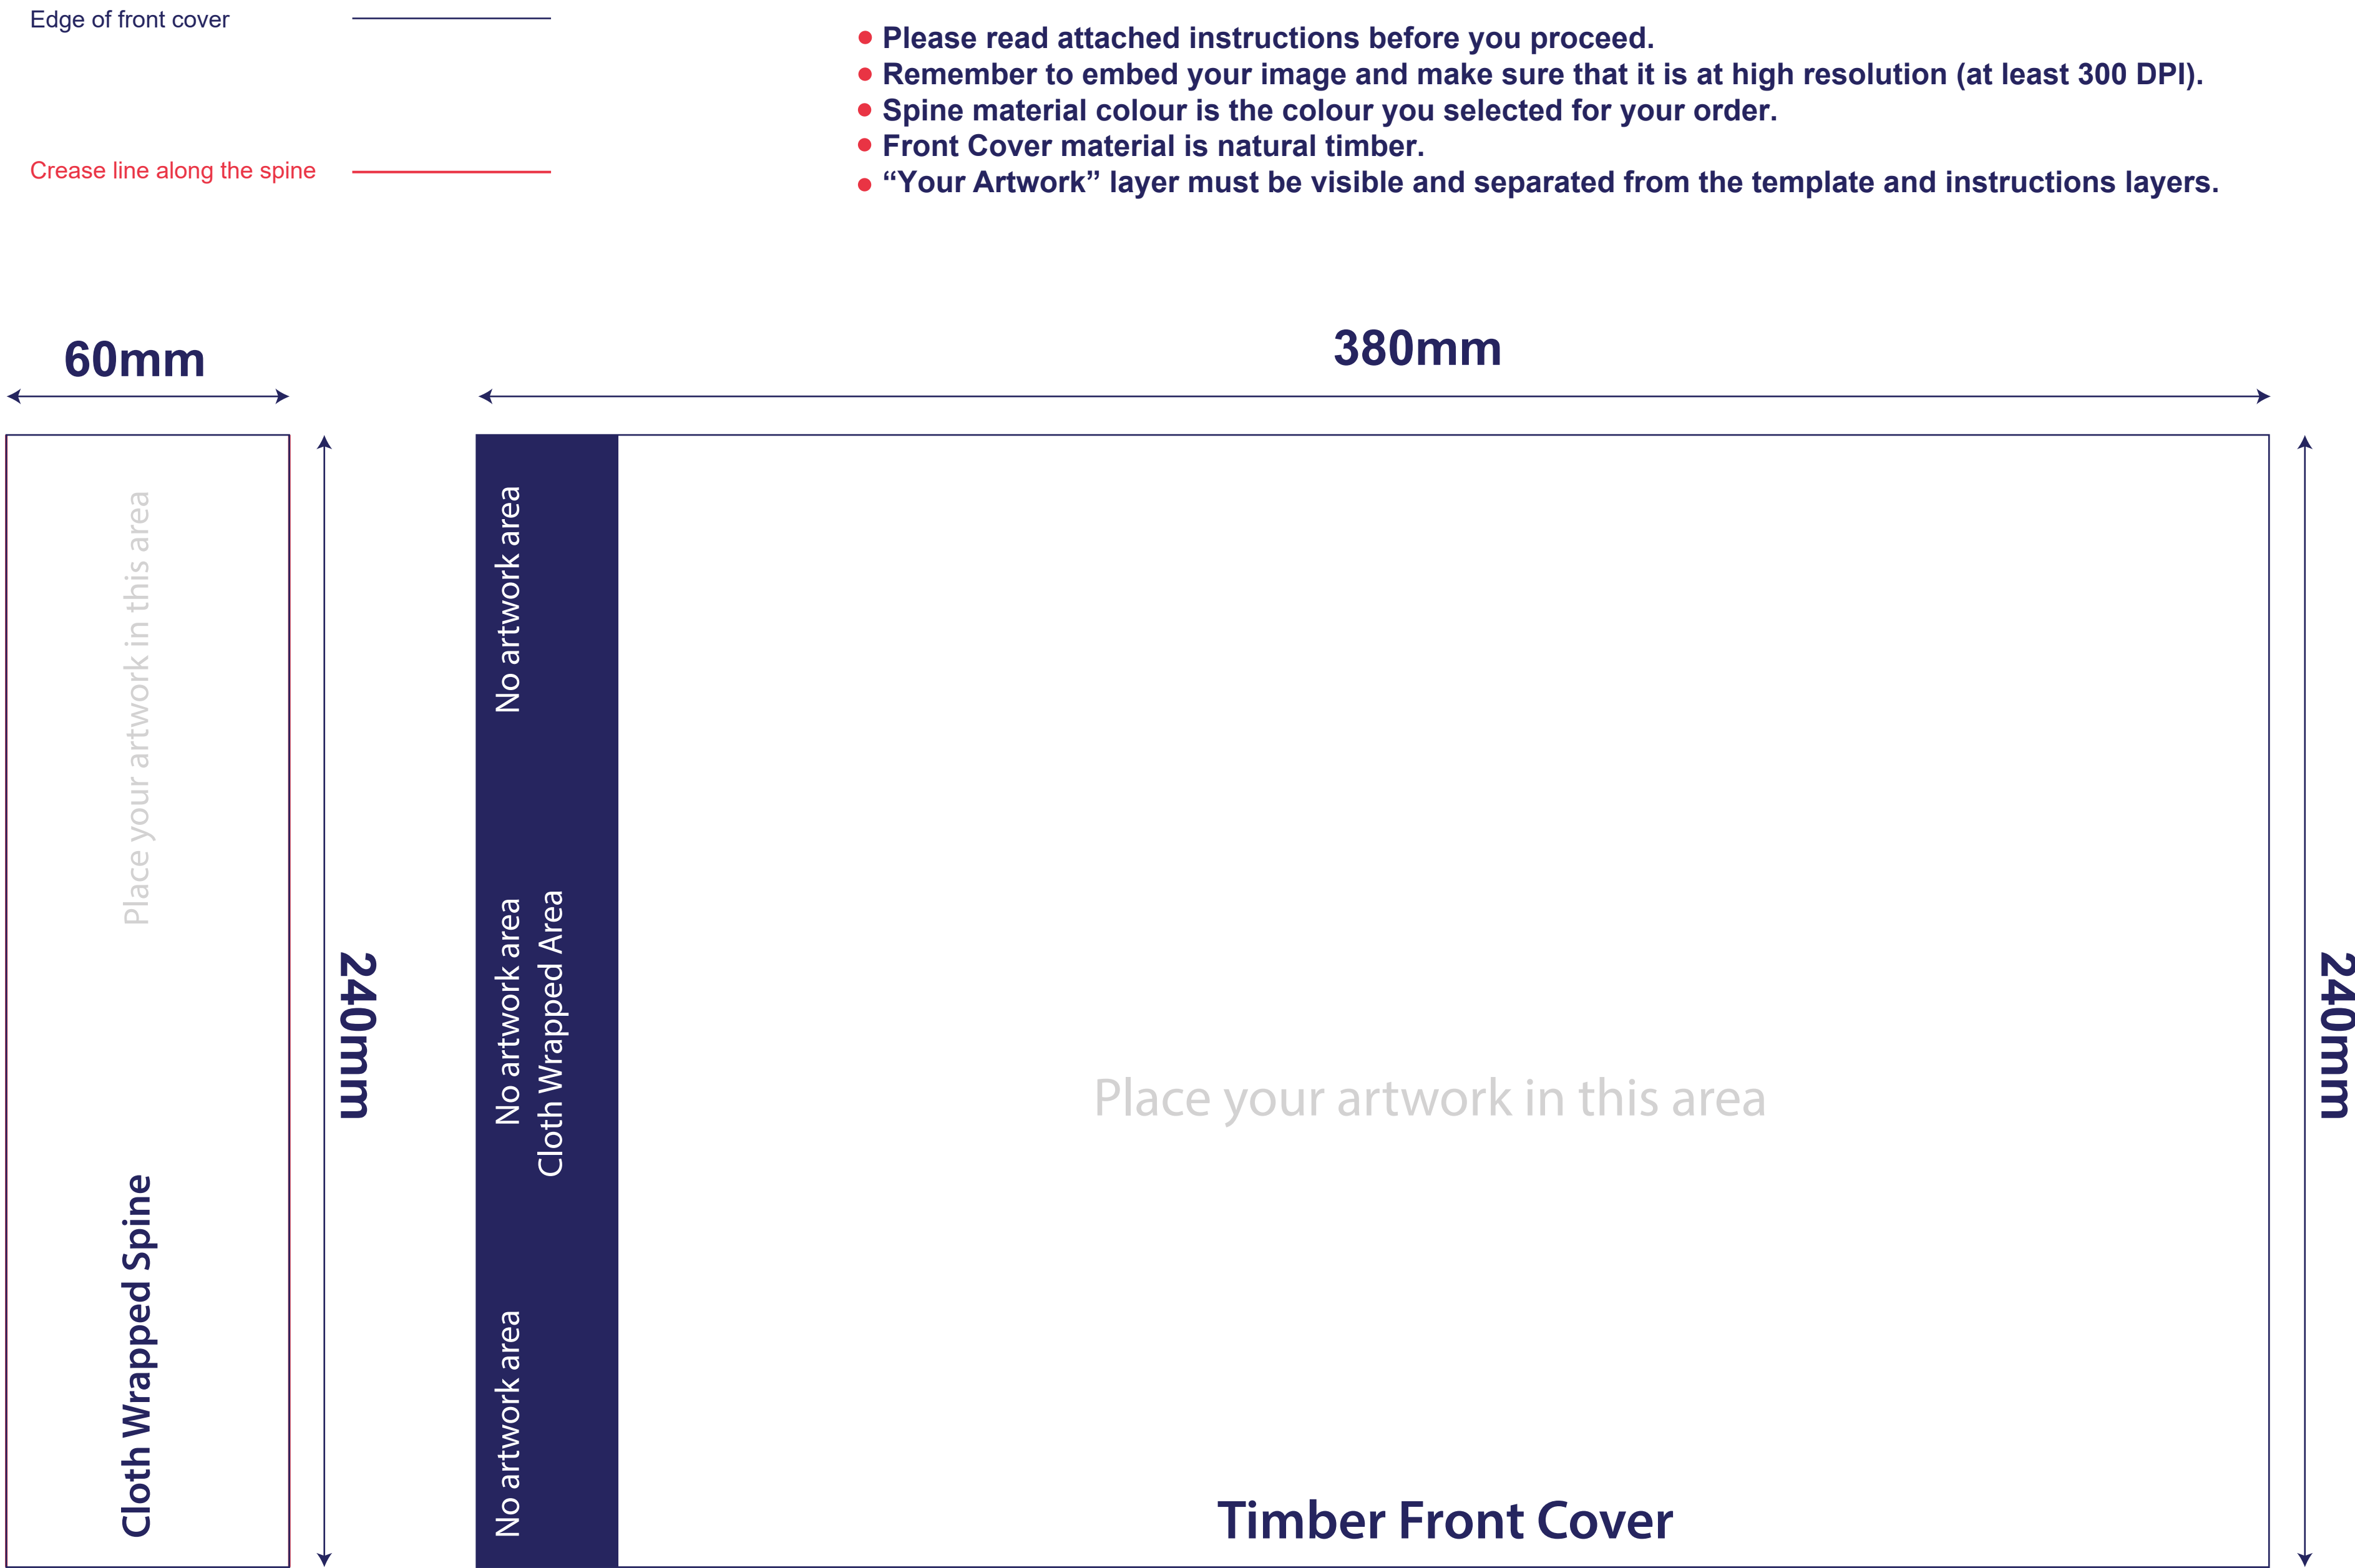 Edge of front cover
Crease line along the spine
Please read attached instructions before you proceed.
Remember to embed your image and make sure that it is at high resolution (at least 300 DPI).
Spine material colour is the colour you selected for your order.
Front Cover material is natural timber.
“Your Artwork” layer must be visible and separated from the template and instructions layers.
60mm
380mm
Place your artwork in this area
Cloth Wrapped Spine
240mm
No artwork area
No artwork area
Cloth Wrapped Area
No artwork area
Place your artwork in this area
Timber Front Cover
240mm